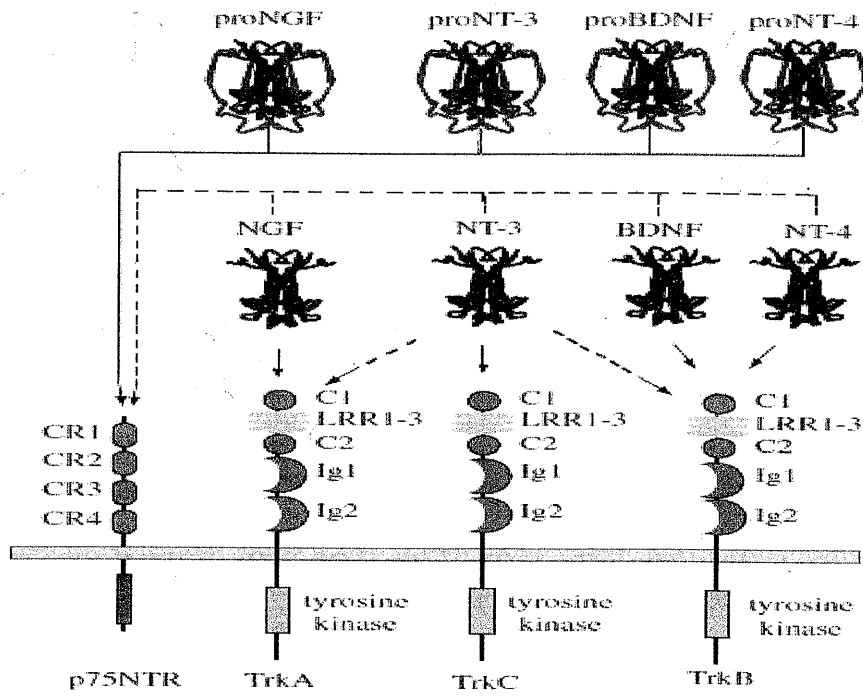 proNGF proNT-3 proBDNF proNT-4
NGF NT-3 BDNF NT-4
C1 C1 C1
LRR1-3 LRR1-3 LRR1-3
CR1 C2 C2 C2
CR2 Ig1 Ig1 Ig1
CR3
CR4 Ig2 Ig2 Ig2
tyrosine tyrosine tyrosine
kinase kinase kinase
p75NTR TrkA TrkC TrkB